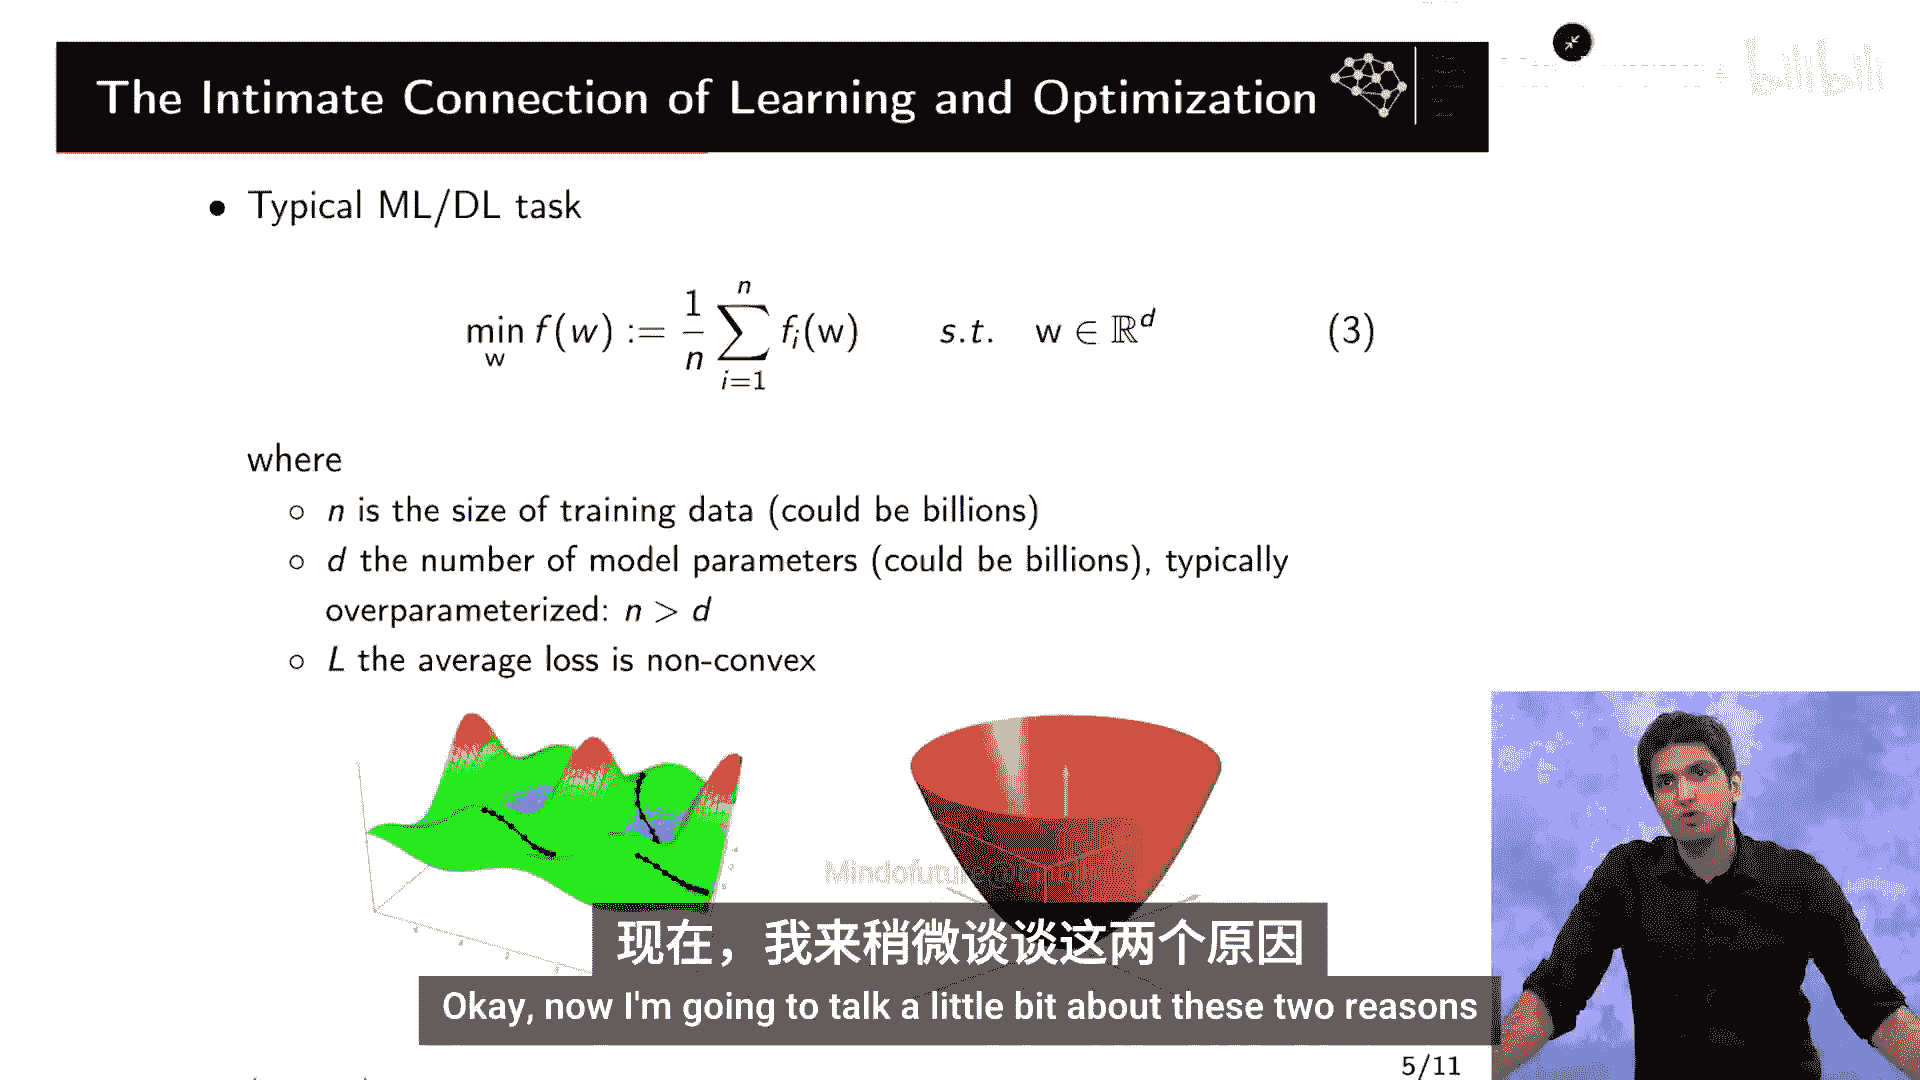 The Intimate Connection of Learning and Optimization
bilibili
• Typical ML/DL task
min_w f(w) := 1/n ∑_{i=1}^{n} f_i(w) s.t. w ∈ ℝ^d (3)
where
○ n is the size of training data (could be billions)
○ d the number of model parameters (could be billions), typically
overparameterized: n > d
○ L the average loss is non-convex
现在，我来稍微谈谈这两个原因
Okay, now I'm going to talk a little bit about these two reasons
5/11